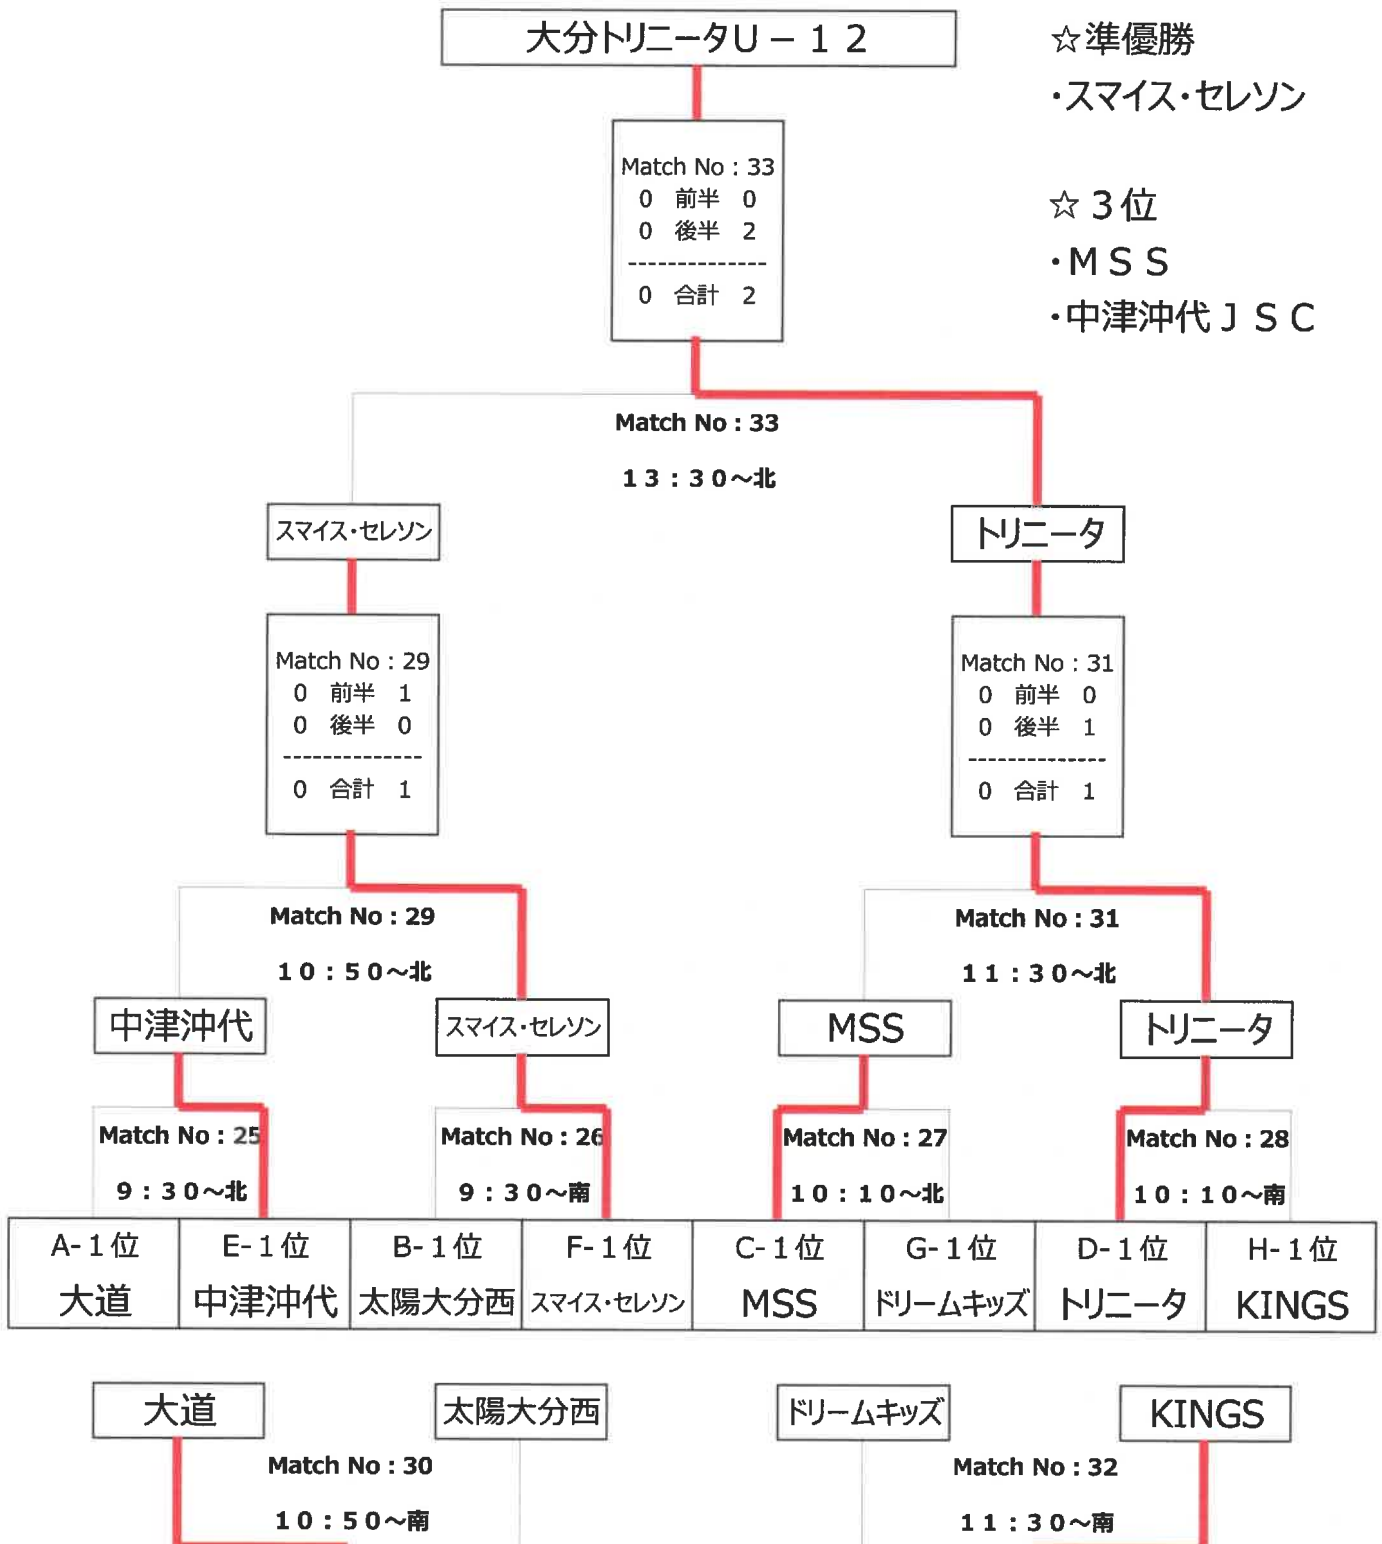 大分トリニータU－１２
☆準優勝
・スマイス・セレソン
☆３位
・ＭＳＳ
・中津沖代ＪＳＣ
Match No : 33
0 前半 0
0 後半 2
--------------
0 合計 2
Match No : 33
１３：３０～北
スマイス・セレソン
トリニータ
Match No : 29
0 前半 1
0 後半 0
--------------
0 合計 1
Match No : 31
0 前半 0
0 後半 1
--------------
0 合計 1
Match No : 29
１０：５０～北
Match No : 31
１１：３０～北
中津沖代
スマイス・セレソン
MSS
トリニータ
Match No : 25
９：３０～北
Match No : 26
９：３０～南
Match No : 27
１０：１０～北
Match No : 28
１０：１０～南
A-１位 E-１位 B-１位 F-１位 C-１位 G-１位 D-１位 H-１位
大道 中津沖代 太陽大分西 スマイス・セレソン MSS ドリームキッズ トリニータ KINGS
大道
太陽大分西
ドリームキッズ
KINGS
Match No : 30
１０：５０～南
Match No : 32
１１：３０～南